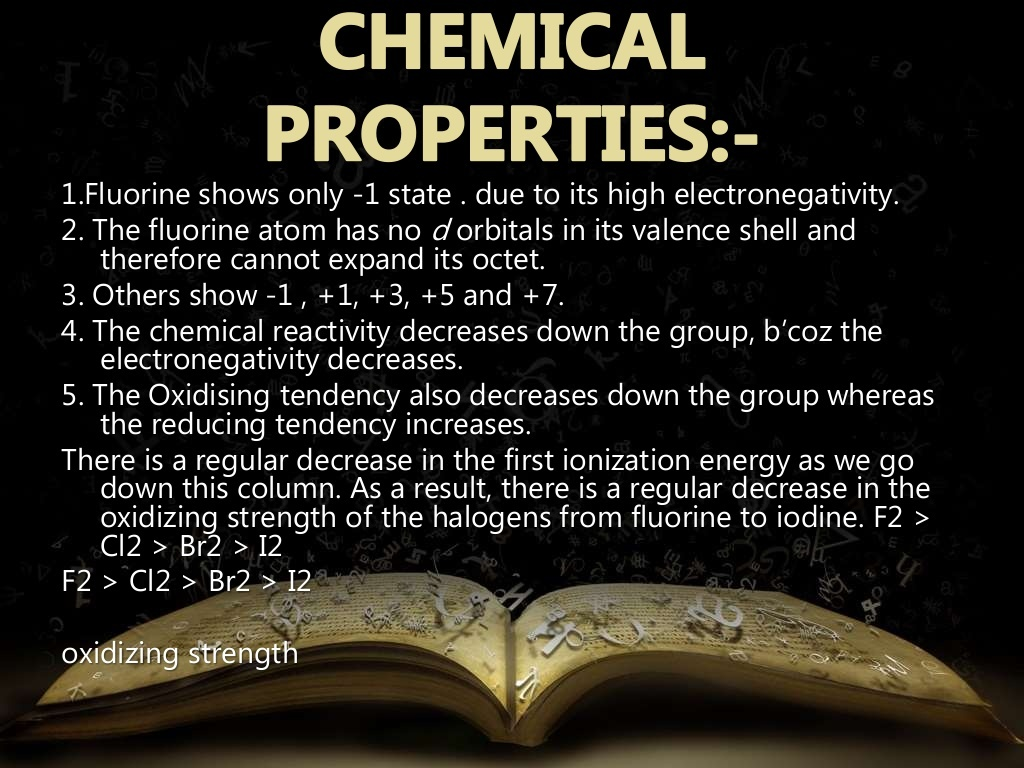 CHEMICAL
PROPERTIES:-
1.Fluorine shows only -1 state . due to its high electronegativity.
2. The fluorine atom has no d orbitals in its valence shell and
therefore cannot expand its octet.
3. Others show -1 , +1, +3, +5 and +7.
4. The chemical reactivity decreases down the group, b’coz the
electronegativity decreases.
5. The Oxidising tendency also decreases down the group whereas
the reducing tendency increases.
There is a regular decrease in the first ionization energy as we go
down this column. As a result, there is a regular decrease in the
oxidizing strength of the halogens from fluorine to iodine. F2 >
Cl2 > Br2 > I2
F2 > Cl2 > Br2 > I2
oxidizing strength